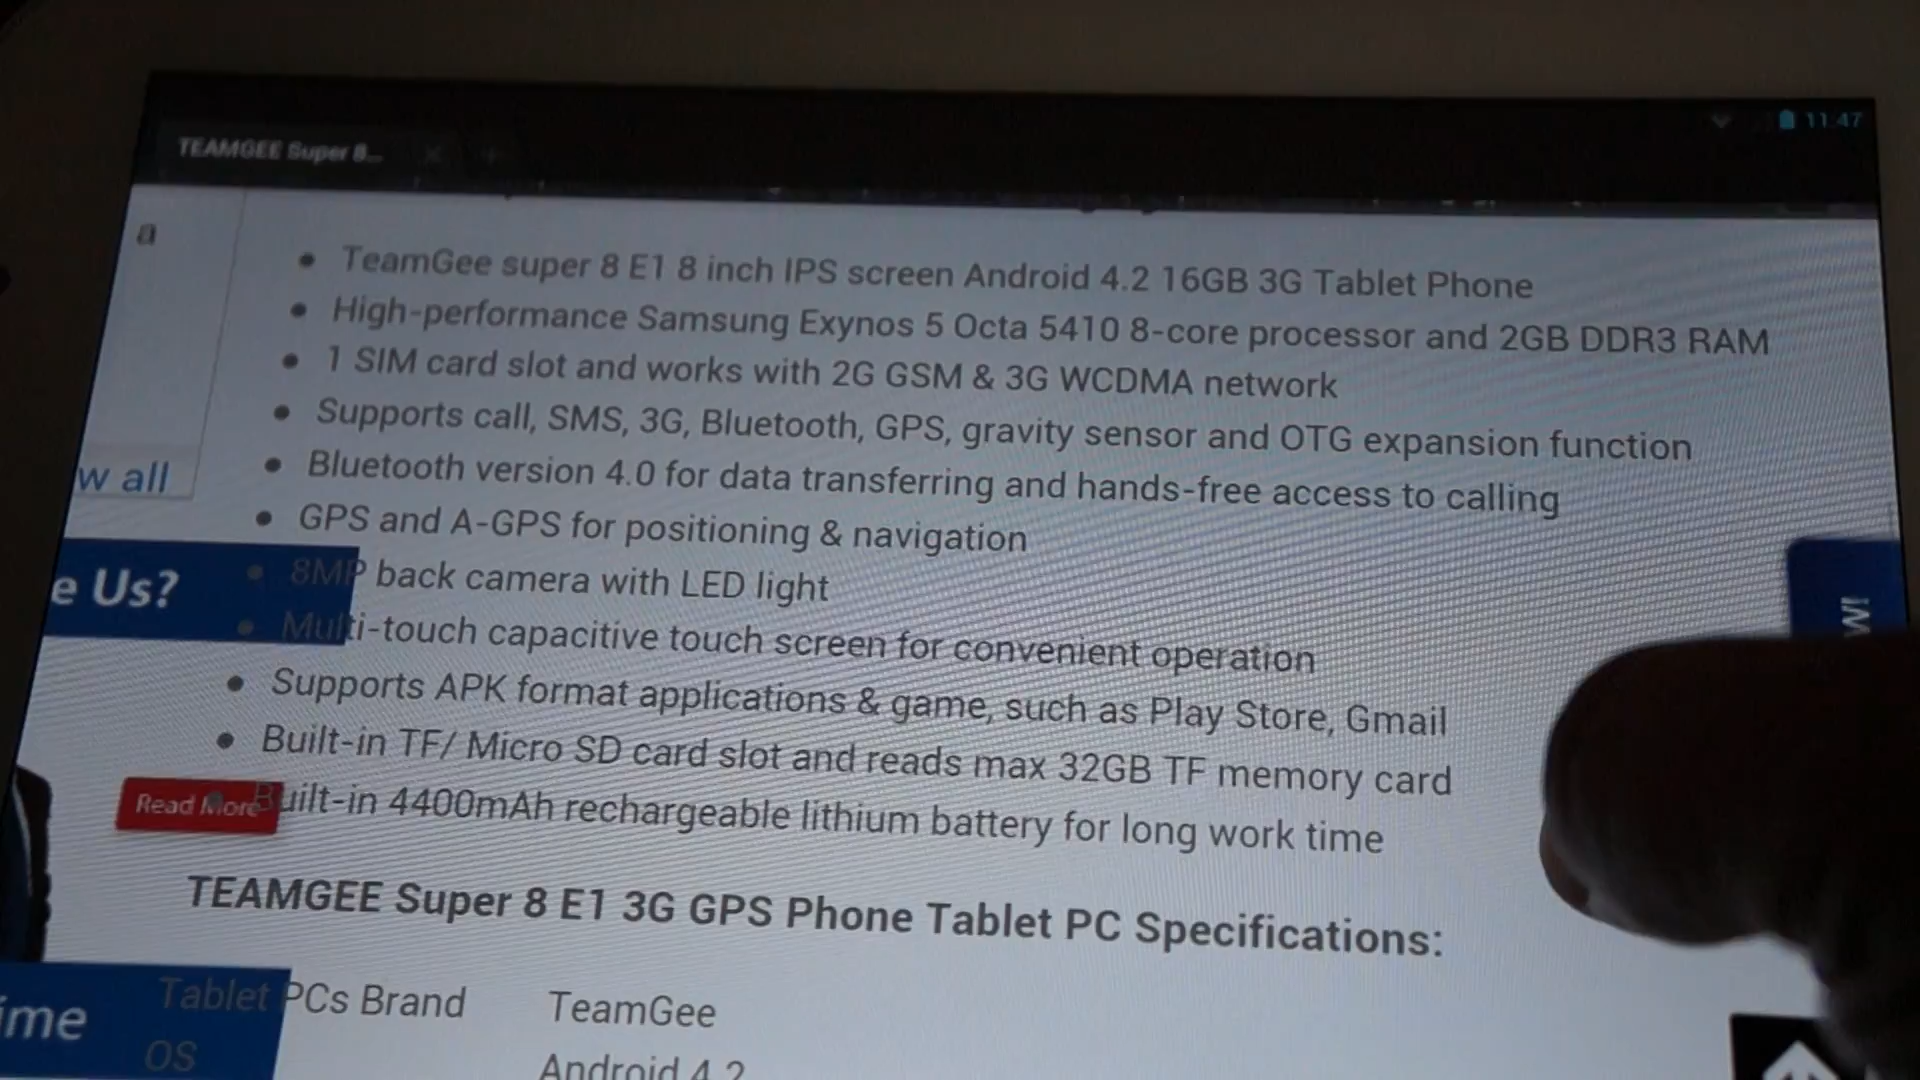 11:47
TEAMGEE Super 8...
a
TeamGee super 8 E1 8 inch IPS screen Android 4.2 16GB 3G Tablet Phone
High-performance Samsung Exynos 5 Octa 5410 8-core processor and 2GB DDR3 RAM
1 SIM card slot and works with 2G GSM & 3G WCDMA network
Supports call, SMS, 3G, Bluetooth, GPS, gravity sensor and OTG expansion function
Bluetooth version 4.0 for data transferring and hands-free access to calling
w all
GPS and A-GPS for positioning & navigation
8MP back camera with LED light
e Us?
Multi-touch capacitive touch screen for convenient operation
Supports APK format applications & game, such as Play Store, Gmail
Built-in TF/ Micro SD card slot and reads max 32GB TF memory card
Read More
Built-in 4400mAh rechargeable lithium battery for long work time
TEAMGEE Super 8 E1 3G GPS Phone Tablet PC Specifications:
Tablet PCs Brand TeamGee
ime
OS Android 4.2